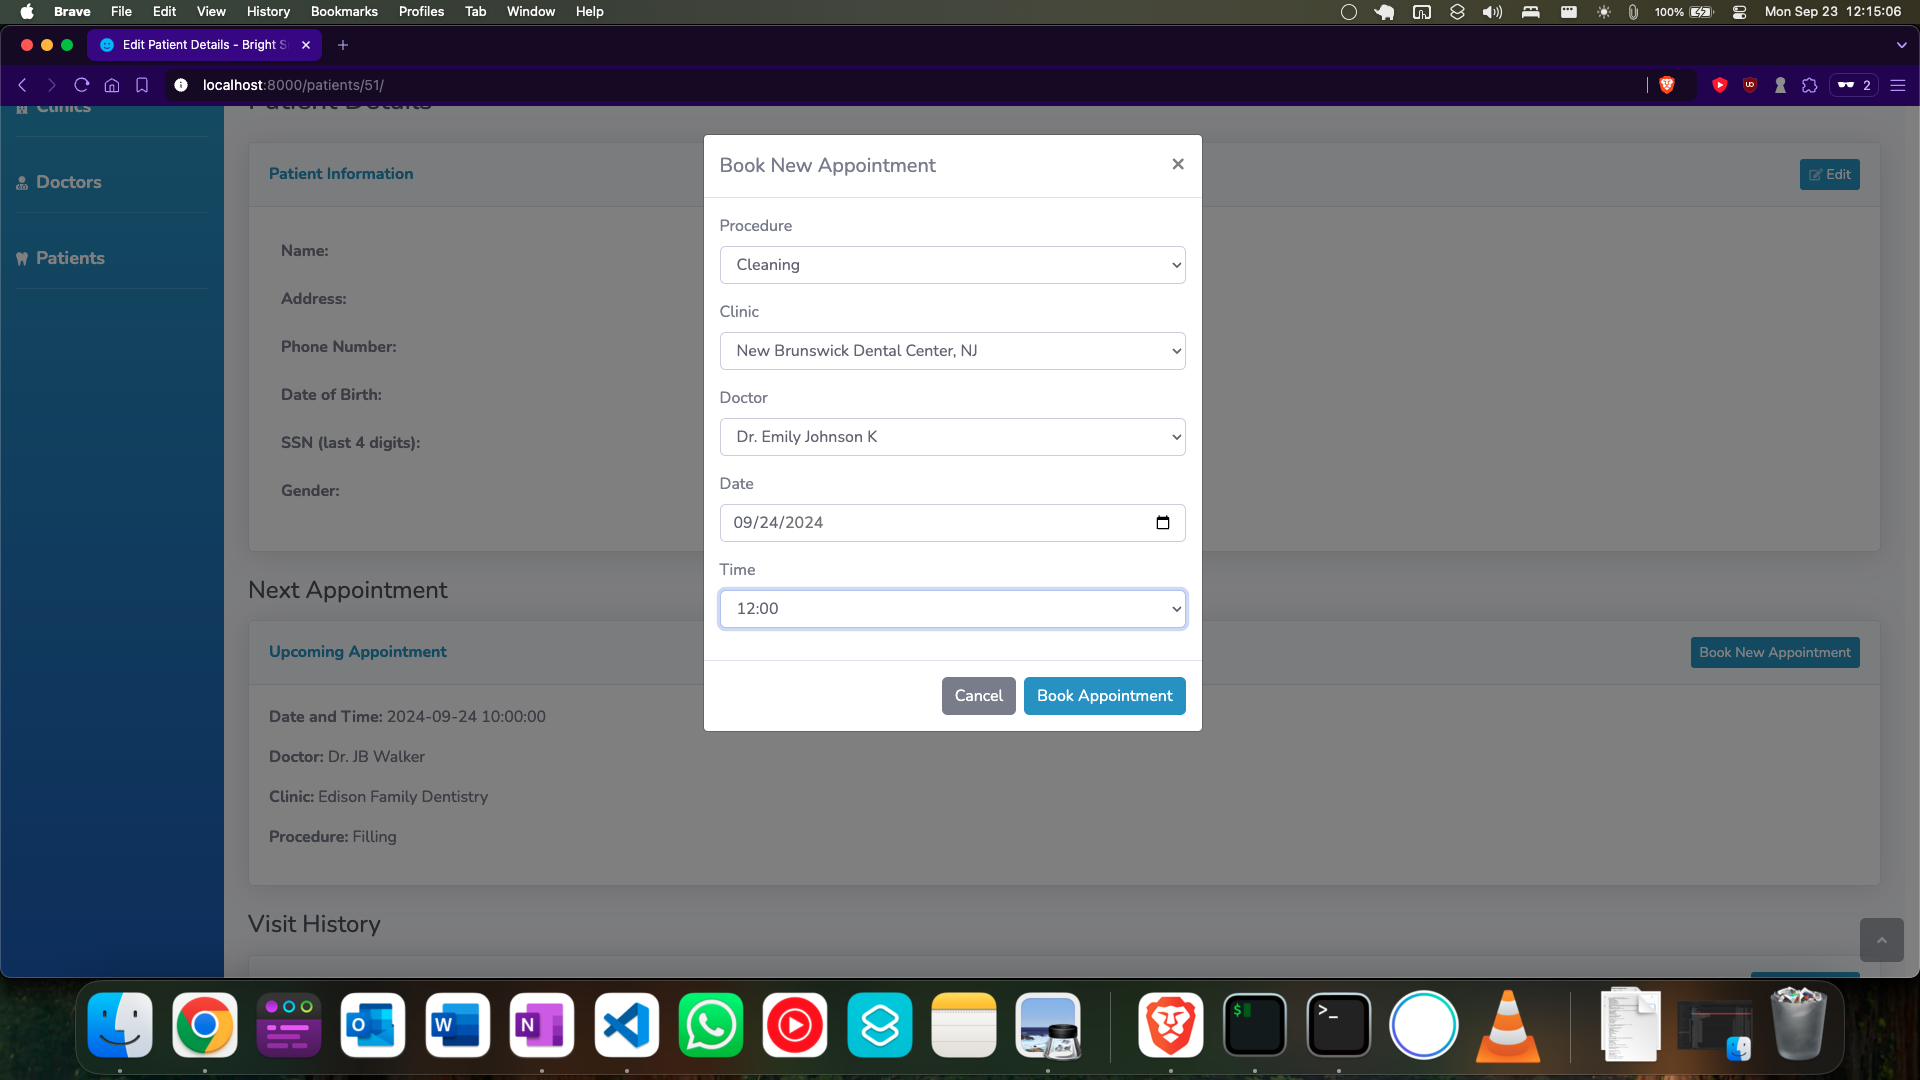 Brave File Edit View History Bookmarks Profiles Tab Window Help 100% Mon Sep 23 12:15:06
Edit Patient Details - Bright S
localhost:8000/patients/51/ 2
Clinics
Doctors
Patients
Patient Details
Patient Information
Edit
Name:
Address:
Phone Number:
Date of Birth:
SSN (last 4 digits):
Gender:
Next Appointment
Upcoming Appointment
Book New Appointment
Date and Time: 2024-09-24 10:00:00
Doctor: Dr. JB Walker
Clinic: Edison Family Dentistry
Procedure: Filling
Visit History
Book New Appointment
×
Procedure
Cleaning
Clinic
New Brunswick Dental Center, NJ
Doctor
Dr. Emily Johnson K
Date
09/24/2024
Time
12:00
Cancel Book Appointment